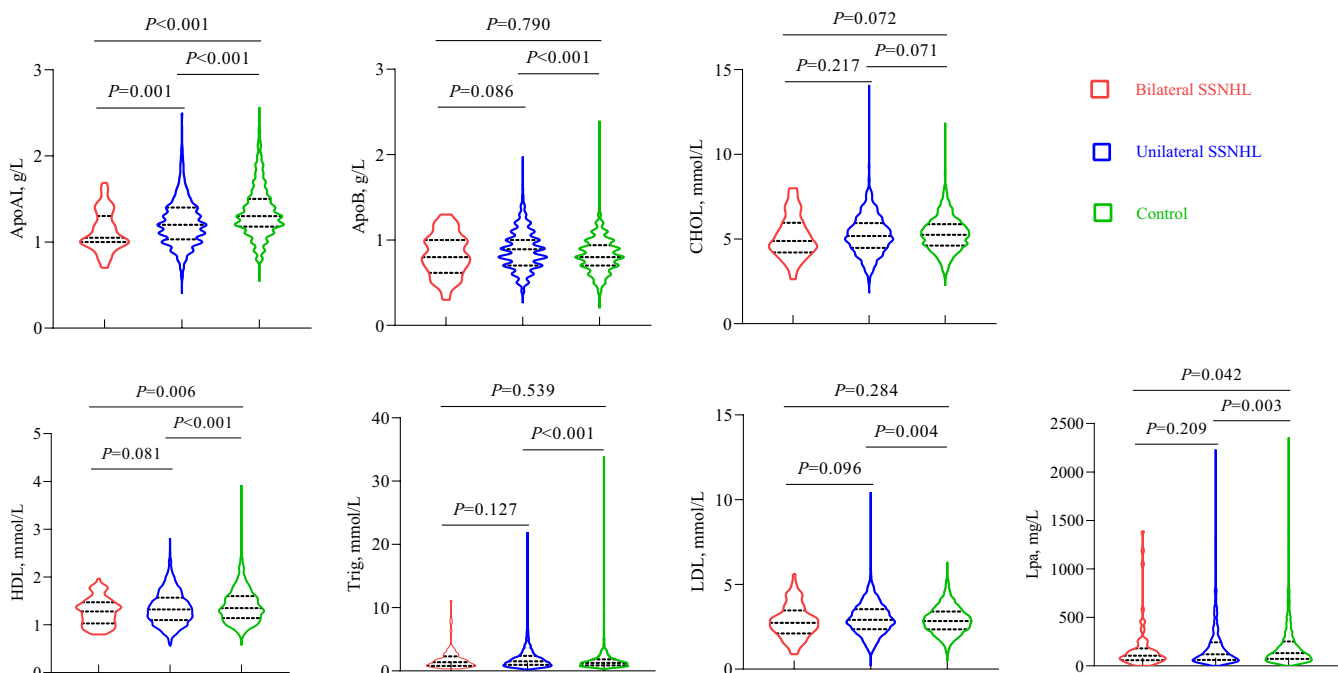 P<0.001
P<0.001
P=0.001
3
2
1
0
ApoAI, g/L
P=0.790
P<0.001
P=0.086
3
2
1
0
ApoB, g/L
P=0.072
P=0.071
P=0.217
15
10
5
0
CHOL, mmol/L
Bilateral SSNHL
Unilateral SSNHL
Control
P=0.006
P<0.001
P=0.081
5
4
3
2
1
0
HDL, mmol/L
P=0.539
P<0.001
P=0.127
40
30
20
10
0
Trig, mmol/L
P=0.284
P=0.004
P=0.096
15
10
5
0
LDL, mmol/L
P=0.042
P=0.003
P=0.209
2500
2000
1500
1000
500
0
Lpa, mg/L